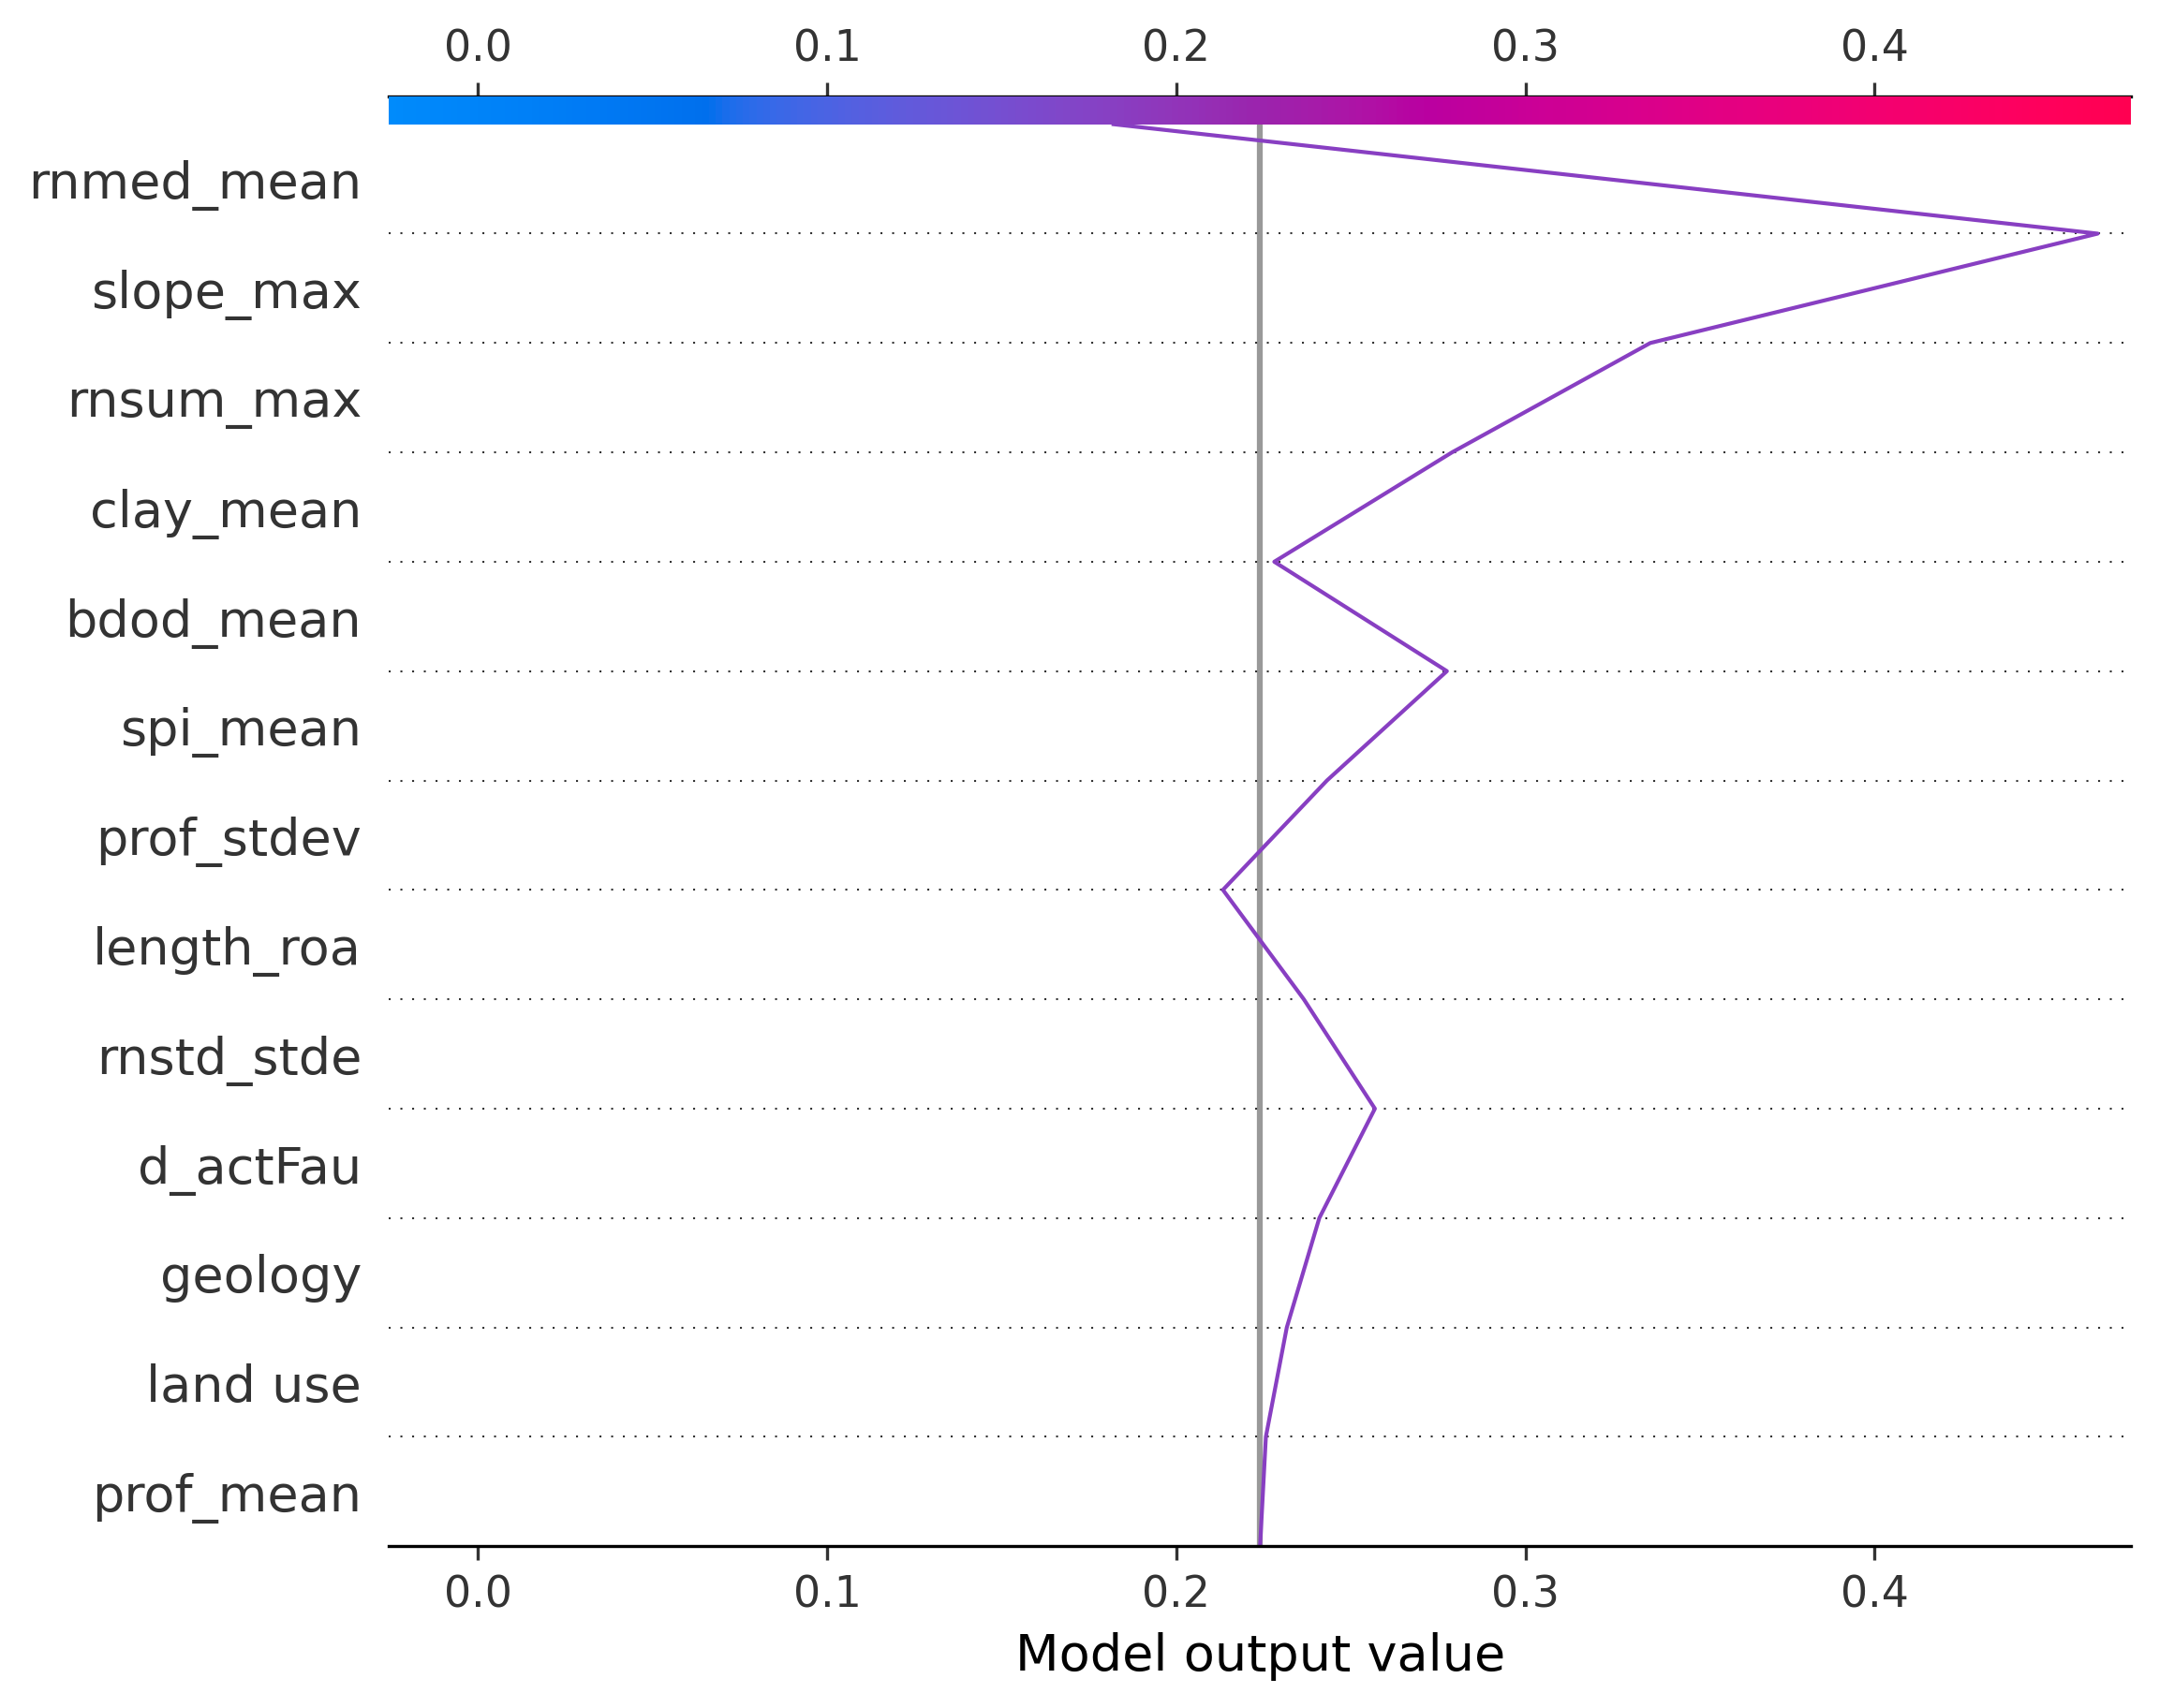 0.0 0.1 0.2 0.3 0.4
rnmed_mean
slope_max
rnsum_max
clay_mean
bdod_mean
spi_mean
prof_stdev
length_roa
rnstd_stde
d_actFau
geology
land use
prof_mean
0.0 0.1 0.2 0.3 0.4
Model output value